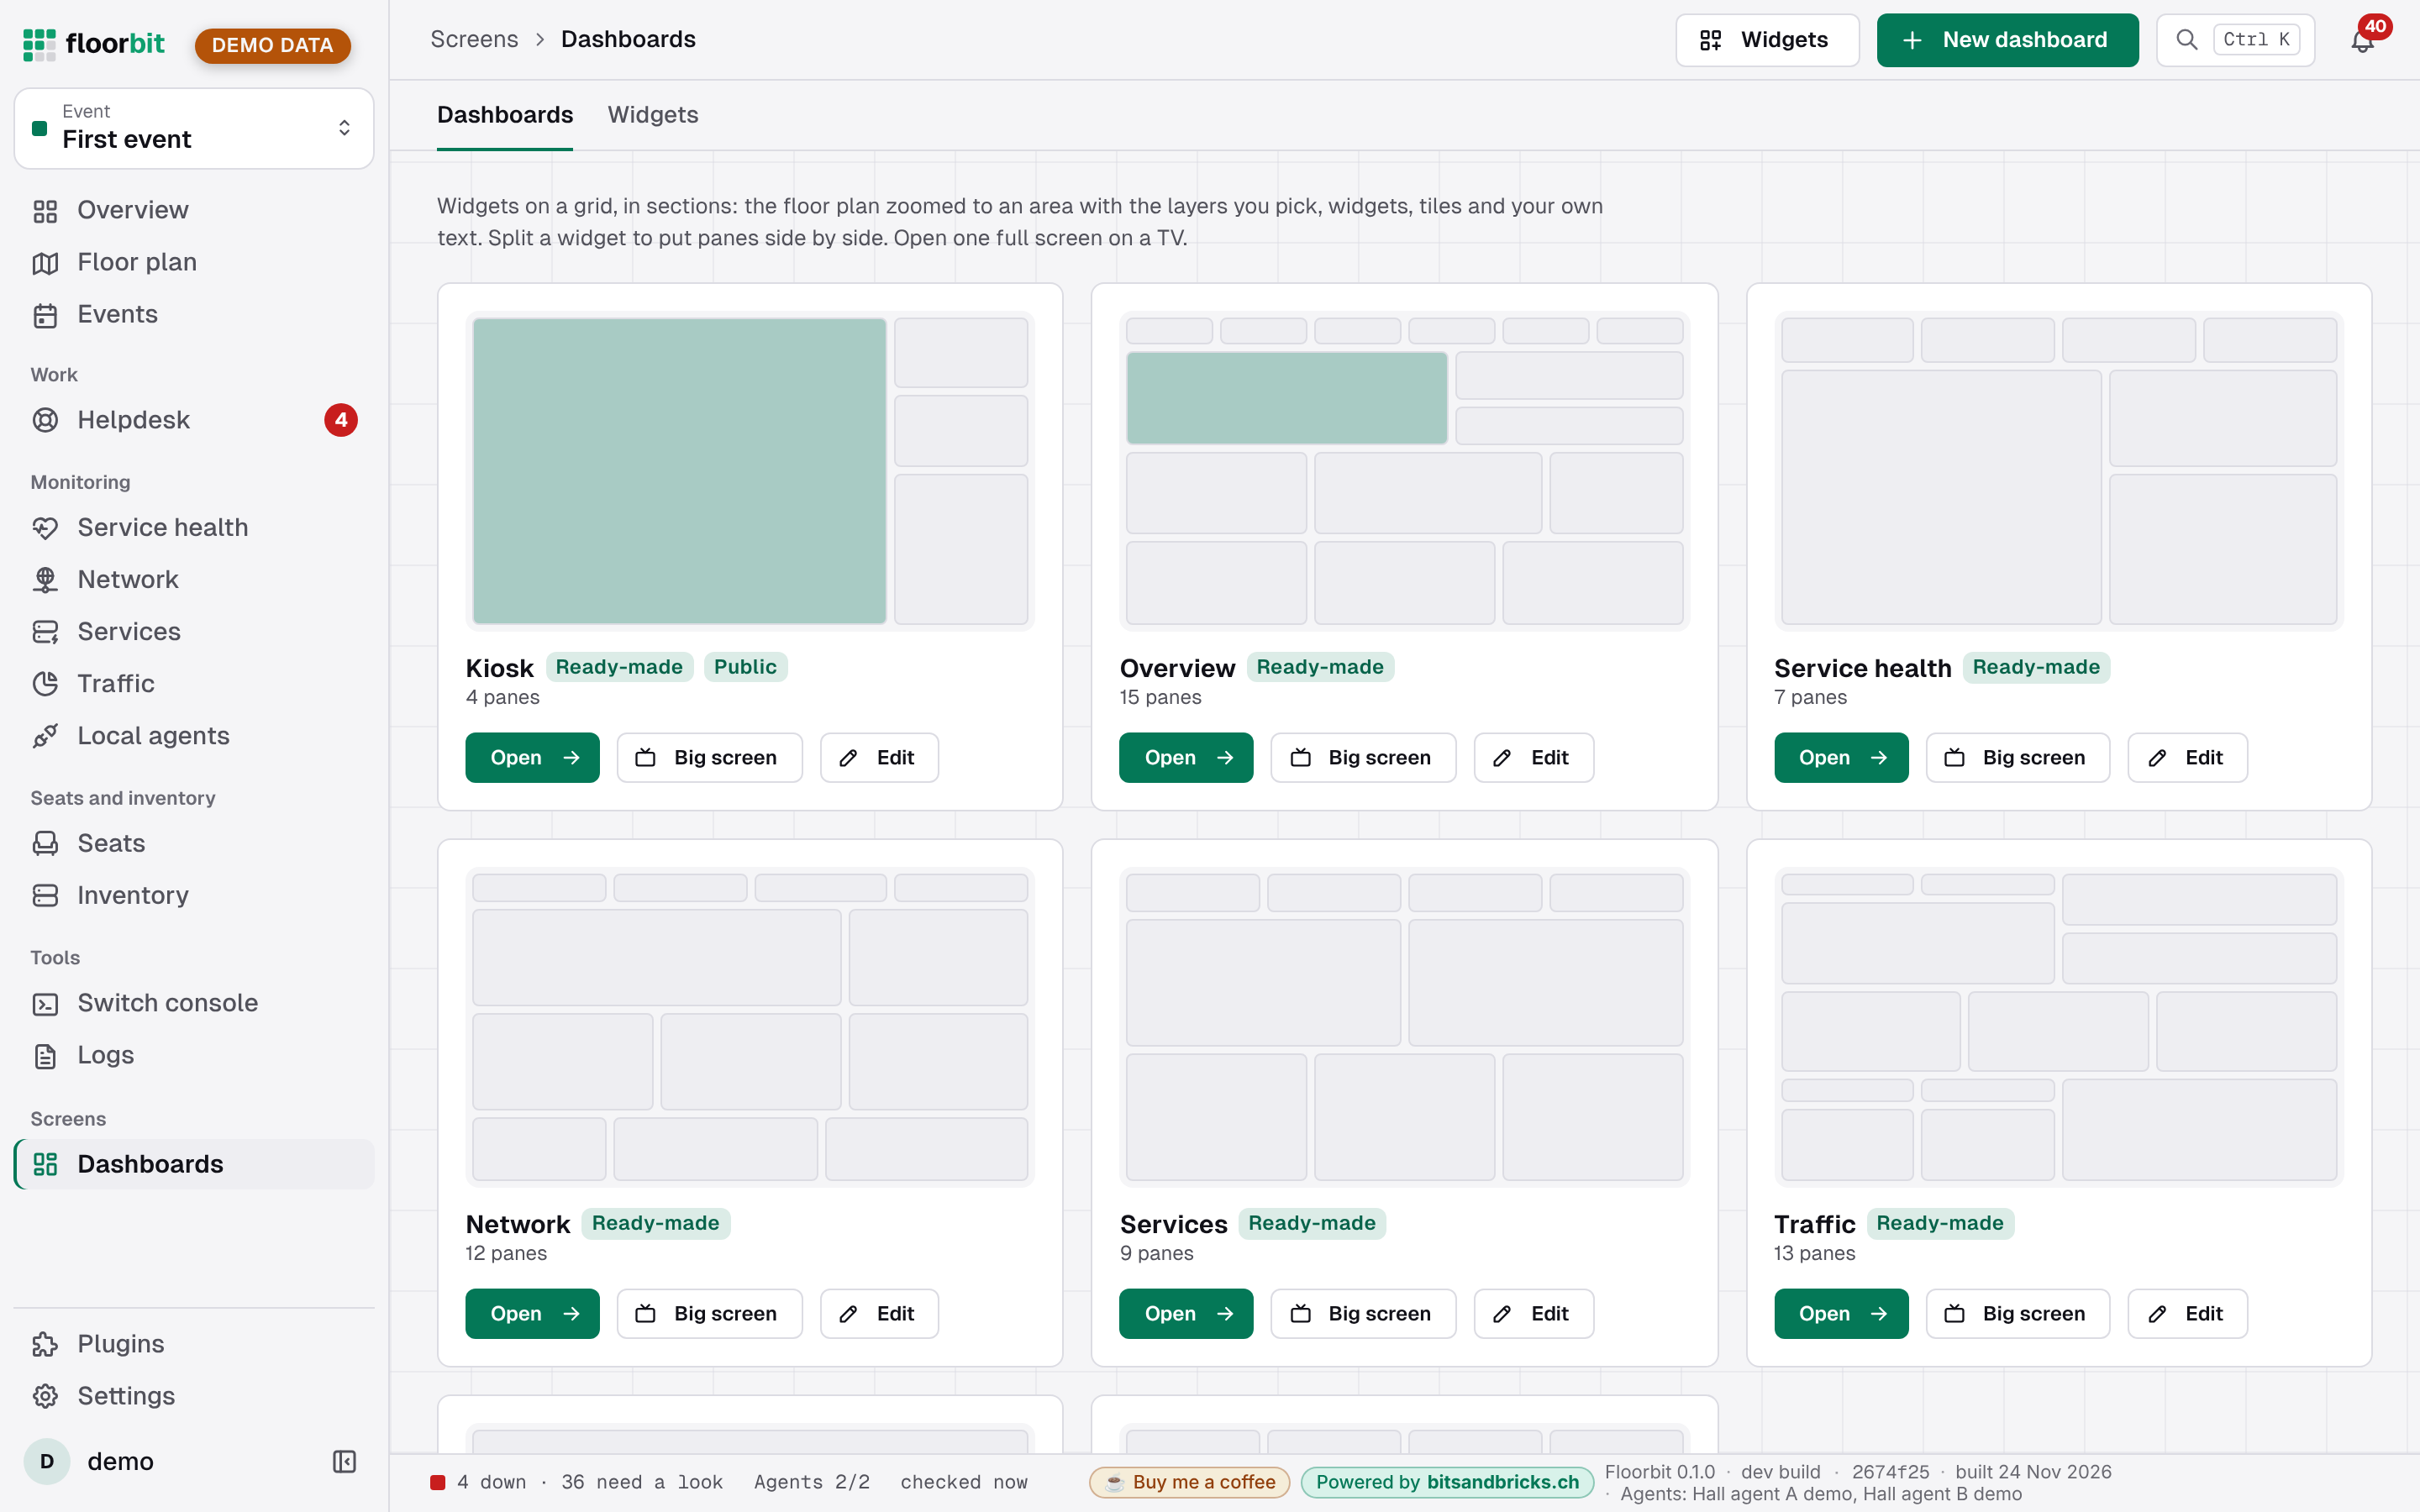 floorbit DEMO DATA
Event
First event
Overview
Floor plan
Events
Work
Helpdesk 4
Monitoring
Service health
Network
Services
Traffic
Local agents
Seats and inventory
Seats
Inventory
Tools
Switch console
Logs
Screens
Dashboards
Plugins
Settings
D demo
Screens Dashboards
Widgets
New dashboard
Ctrl K
40
Dashboards Widgets
Widgets on a grid, in sections: the floor plan zoomed to an area with the layers you pick, widgets, tiles and your own
text. Split a widget to put panes side by side. Open one full screen on a TV.
Kiosk Ready-made Public
4 panes
Open Big screen Edit
Overview Ready-made
15 panes
Open Big screen Edit
Service health Ready-made
7 panes
Open Big screen Edit
Network Ready-made
12 panes
Open Big screen Edit
Services Ready-made
9 panes
Open Big screen Edit
Traffic Ready-made
13 panes
Open Big screen Edit
4 down · 36 need a look Agents 2/2 checked now
Buy me a coffee
Powered by bitsandbricks.ch
Floorbit 0.1.0 · dev build · 2674f25 · built 24 Nov 2026
· Agents: Hall agent A demo, Hall agent B demo